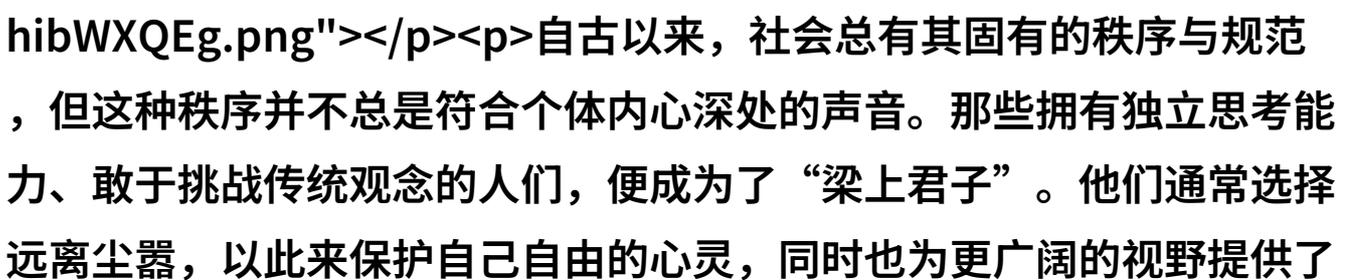 hibWXQEg.png"></p><p>自古以来，社会总有其固有的秩序与规范
，但这种秩序并不总是符合个体内心深处的声音。那些拥有独立思考能
力、敢于挑战传统观念的人们，便成为了“梁上君子”。他们通常选择
远离尘嚣，以此来保护自己自由的心灵，同时也为更广阔的视野提供了